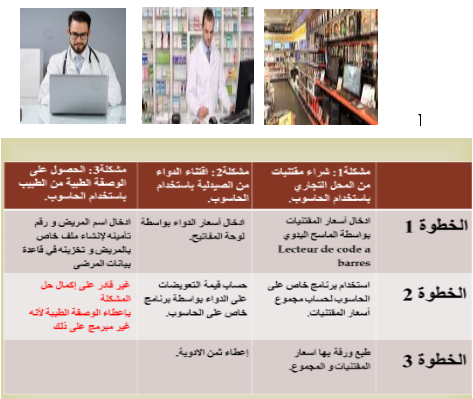 1
مشكلة1: شراء مقتنيات
من المحل التجاري
باستخدام الحاسوب.
مشكلة2: اقتناء الدواء
من الصيدلية باستخدام
الحاسوب.
مشكلة3: الحصول على
الوصفة الطبية من الطبيب
باستخدام الحاسوب.
الخطوة 1
ادخال أسعار المقتنيات
بواسطة الماسح اليدوي
Lecteur de code a
barres
ادخال أسعار الدواء بواسطة
لوحة المفاتيح.
ادخال اسم المريض و رقم
تأمينه لإنشاء ملف خاص
بالمريض و تخزينه في قاعدة
بيانات المرضى
الخطوة 2
استخدام برنامج خاص على
الحاسوب لحساب مجموع
أسعار المقتنيات.
حساب قيمة التعويضات
على الدواء بواسطة برنامج
خاص على الحاسوب.
غير قادر على إكمال حل
المشكلة
بإعطاء الوصفة الطبية لأنه
غير مبرمج على ذلك
الخطوة 3
طبع ورقة بها اسعار
المقتنيات و المجموع.
إعطاء ثمن الادوية.